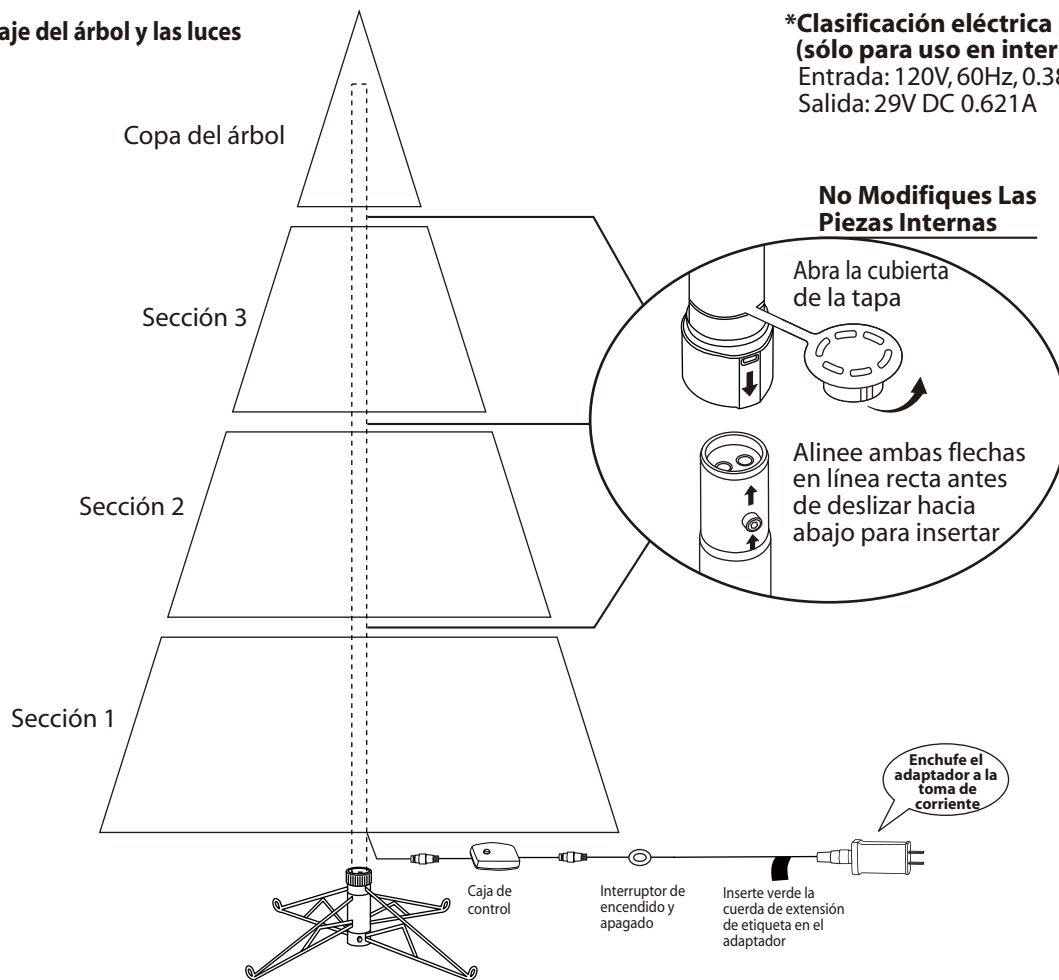 aje del árbol y las luces
*Clasificación eléctrica
(sólo para uso en inter
Entrada: 120V, 60Hz, 0.38
Salida: 29V DC 0.621A
Copa del árbol
No Modifiques Las
Piezas Internas
Abra la cubierta
de la tapa
Sección 3
Alinee ambas flechas
en línea recta antes
de deslizar hacia
abajo para insertar
Sección 2
Sección 1
Enchufe el
adaptador a la
toma de
corriente
Caja de
control
Interruptor de
encendido y
apagado
Inserte verde la
cuerda de extensión
de etiqueta en el
adaptador